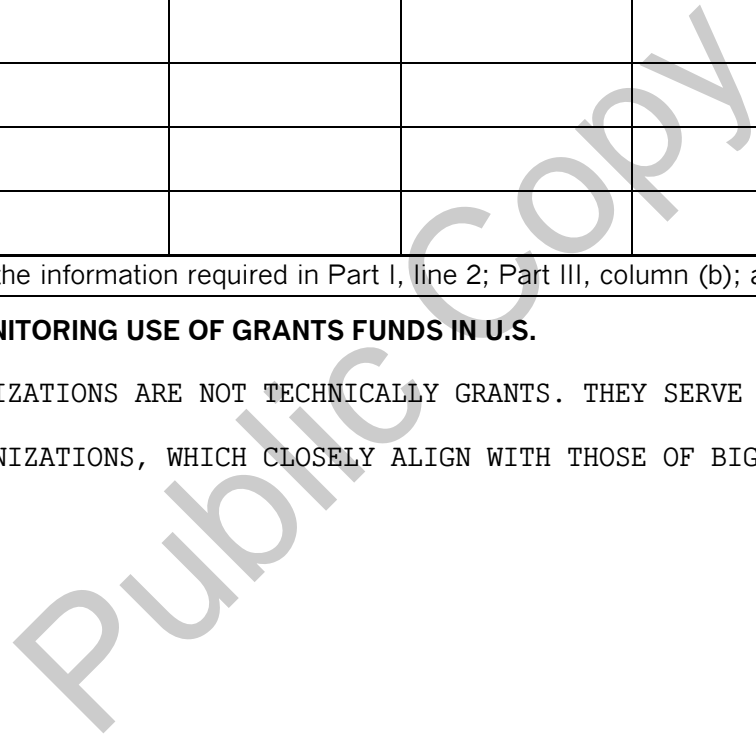 the information required in Part I, line 2; Part III, column (b); a
NITORING USE OF GRANTS FUNDS IN U.S.
IZATIONS ARE NOT TECHNICALLY GRANTS. THEY SERVE
NIZATIONS, WHICH CLOSELY ALIGN WITH THOSE OF BIG
Public Copy